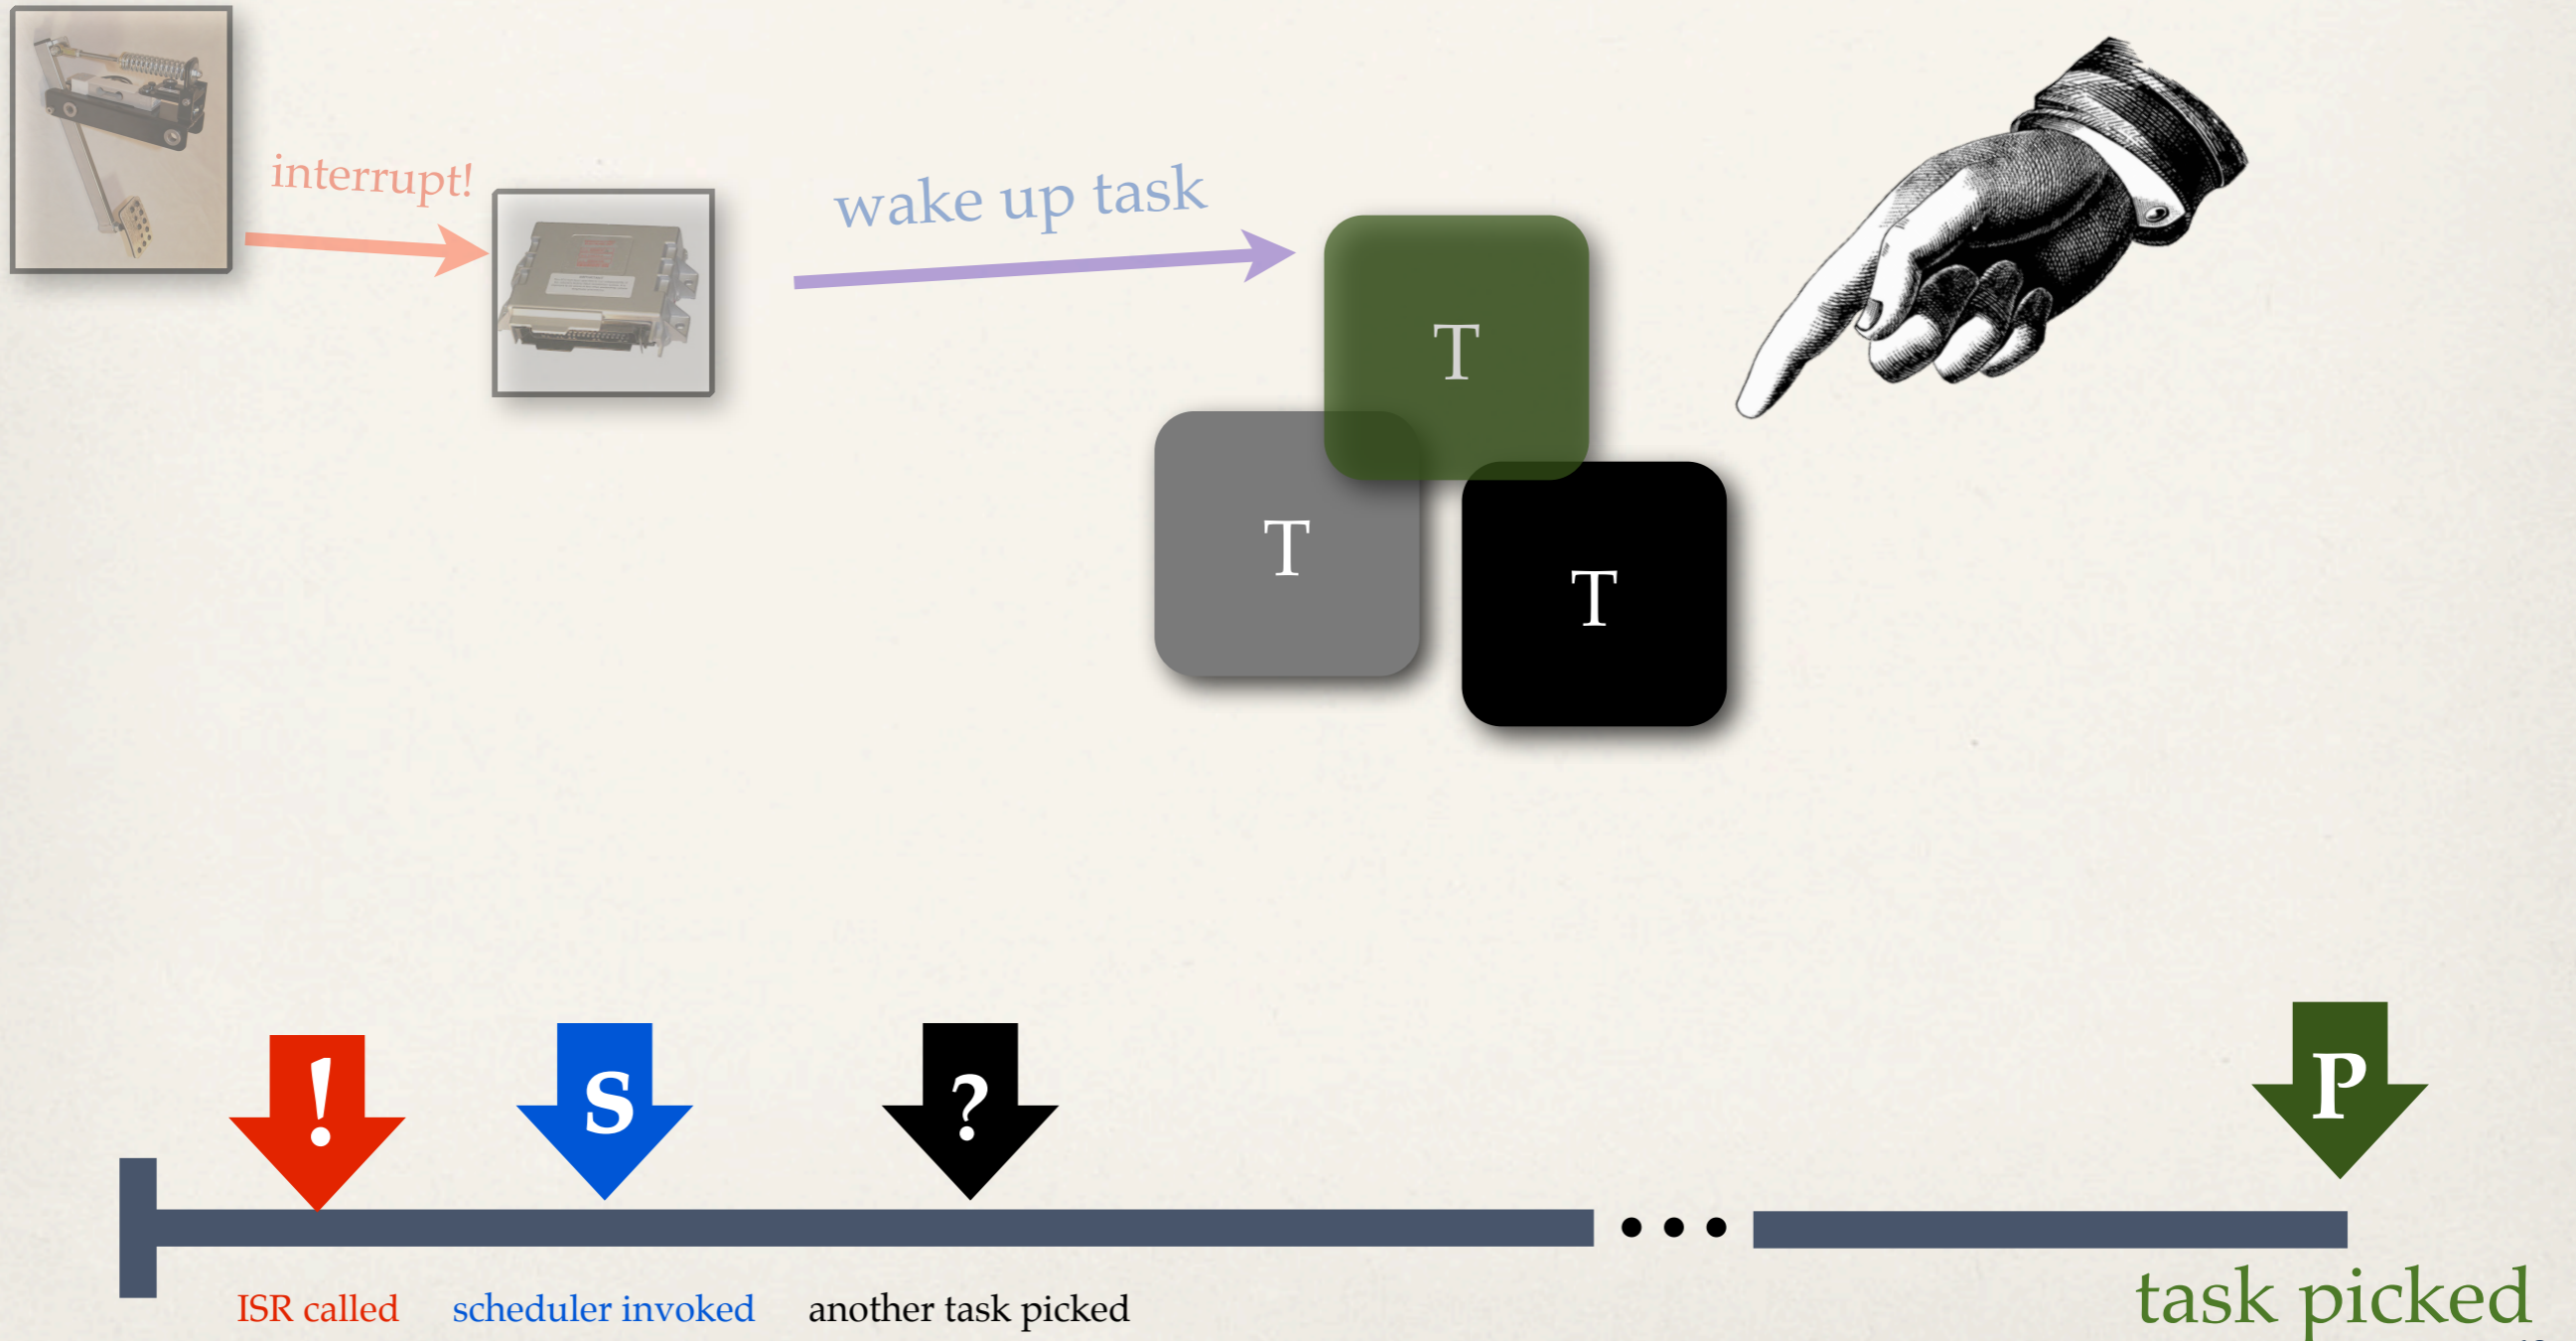 interrupt!
wake up task
T
T
T
!
S
?
P
ISR called
scheduler invoked
another task picked
task picked